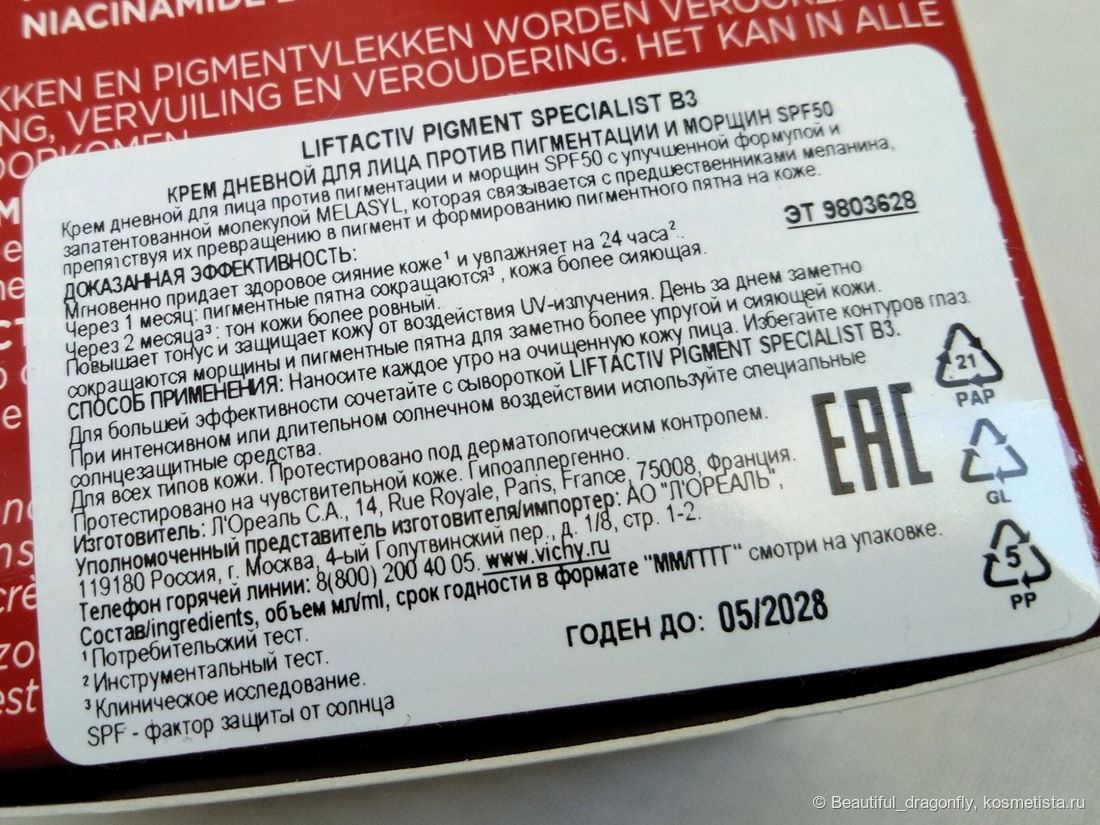 NIACINAMIDE
KKEN EN PIGMENTVLEKKEN WORDEN
NG, VERVUILING EN VEROUDERING. HET KAN IN ALLE
LIFTACTIV PIGMENT SPECIALIST B3
КРЕМ ДНЕВНОЙ ДЛЯ ЛИЦА ПРОТИВ ПИГМЕНТАЦИИ И МОРЩИН SPF50
Крем дневной для лица против пигментации и морщин SPF50 с улучшенной формулой и
запатентованной молекулой MELASYL, которая связывается с предшественниками меланина,
препятствуя их превращению в пигмент и формированию пигментного пятна на коже.
ЭТ 9803628
ДОКАЗАННАЯ ЭФФЕКТИВНОСТЬ:
Мгновенно придает здоровое сияние коже¹ и увлажняет на 24 часа².
Через 1 месяц: пигментные пятна сокращаются³, кожа более сияющая.
Через 2 месяца³: тон кожи более ровный.
Повышает тонус и защищает кожу от воздействия UV-излучения. День за днем заметно
сокращаются морщины и пигментные пятна для заметно более упругой и сияющей кожи.
СПОСОБ ПРИМЕНЕНИЯ: Наносите каждое утро на очищенную кожу лица. Избегайте контуров глаз.
Для большей эффективности сочетайте с сывороткой LIFTACTIV PIGMENT SPECIALIST B3.
При интенсивном или длительном солнечном воздействии используйте специальные
солнцезащитные средства.
Для всех типов кожи. Протестировано под дерматологическим контролем.
Протестировано на чувствительной коже. Гипоаллергенно.
Изготовитель: Л'Ореаль С.А., 14, Rue Royale, Paris, France, 75008, Франция.
Уполномоченный представитель изготовителя/импортер: АО "Л'ОРЕАЛЬ",
119180 Россия, г. Москва, 4-ый Голутвинский пер., д. 1/8, стр. 1-2.
Телефон горячей линии: 8(800) 200 40 05. www.vichy.ru
Состав/ingredients, объем мл/ml, срок годности в формате "ММ/ГГГГ" смотри на упаковке.
¹ Потребительский тест.
² Инструментальный тест.
³ Клиническое исследование.
SPF - фактор защиты от солнца
ГОДЕН ДО: 05/2028
EAC
21
PAP
GL
5
PP
© Beautiful_dragonfly, kosmetista.ru